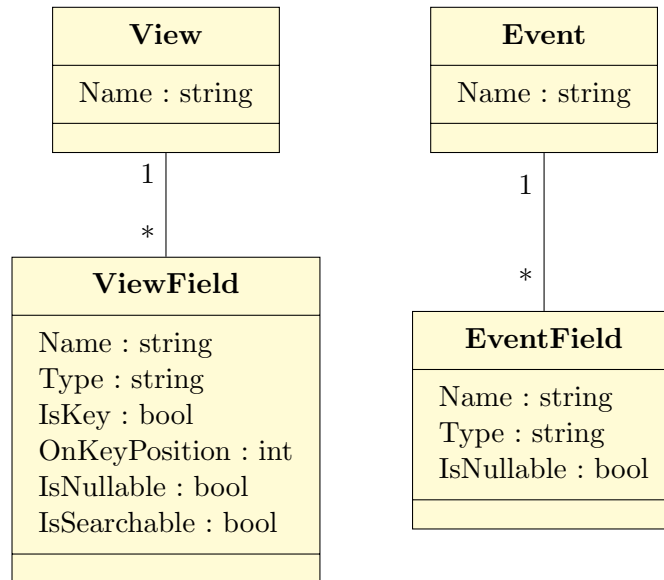 View
Name : string
1
*
ViewField
Name : string
Type : string
IsKey : bool
OnKeyPosition : int
IsNullable : bool
IsSearchable : bool
Event
Name : string
1
*
EventField
Name : string
Type : string
IsNullable : bool